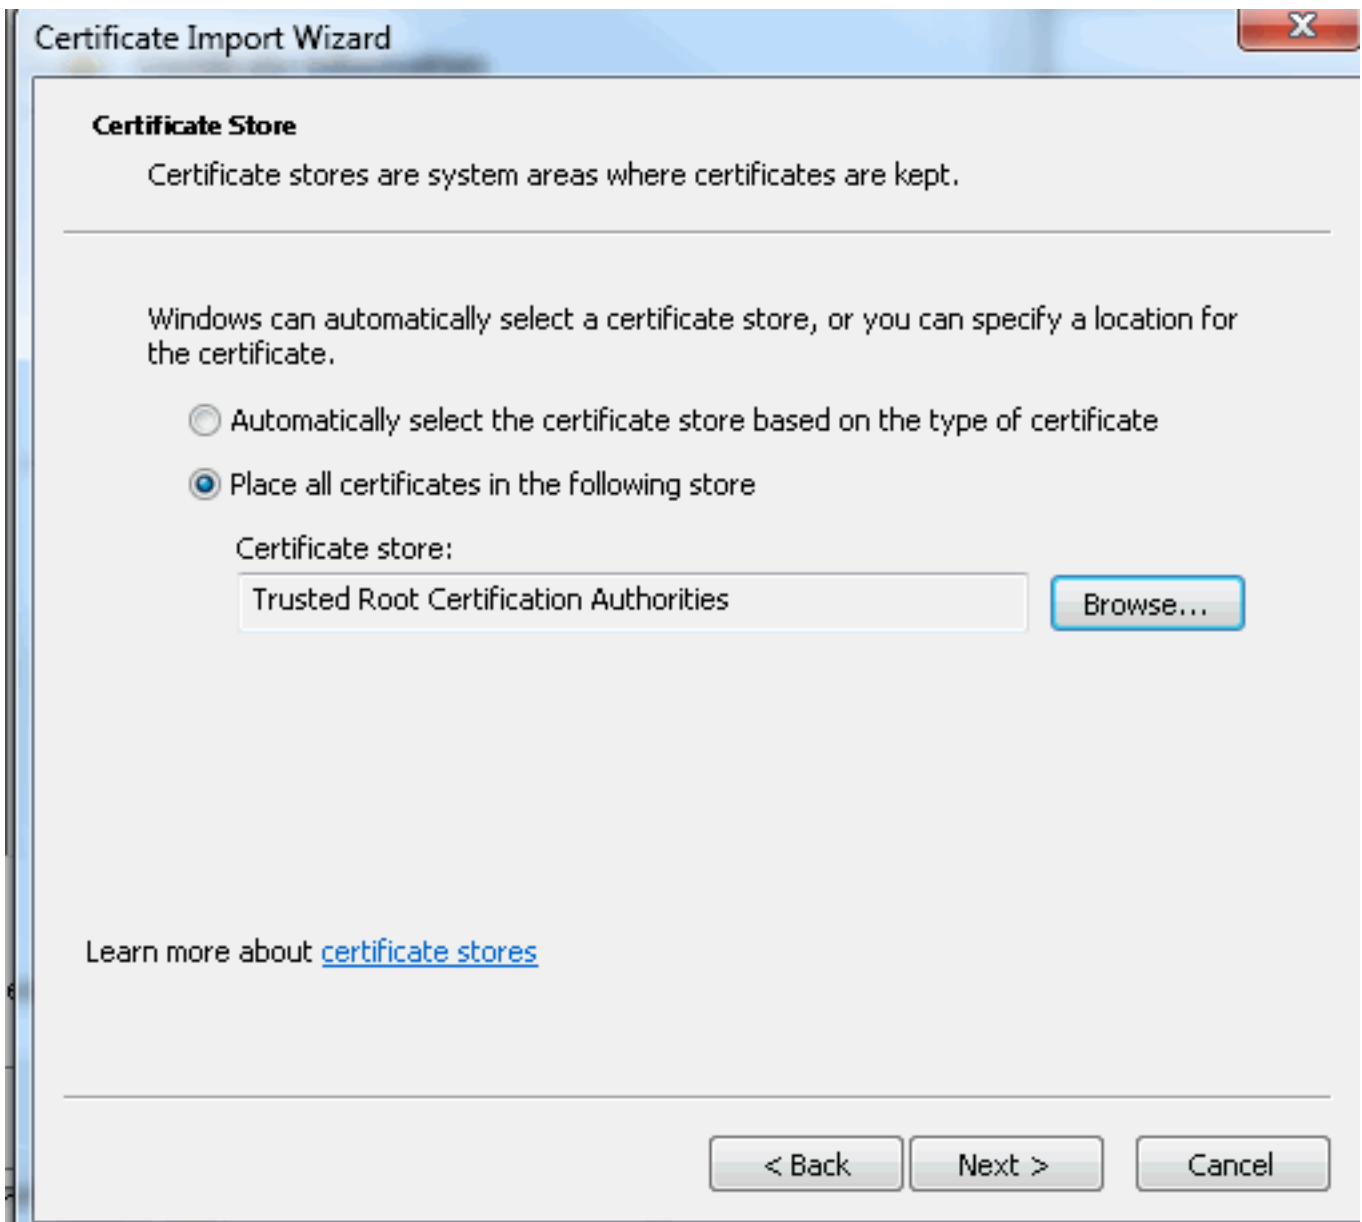 Certificate Import Wizard
X
Certificate Store
Certificate stores are system areas where certificates are kept.
Windows can automatically select a certificate store, or you can specify a location for
the certificate.
Automatically select the certificate store based on the type of certificate
Place all certificates in the following store
Certificate store:
Trusted Root Certification Authorities
Browse...
Learn more about certificate stores
< Back
Next >
Cancel